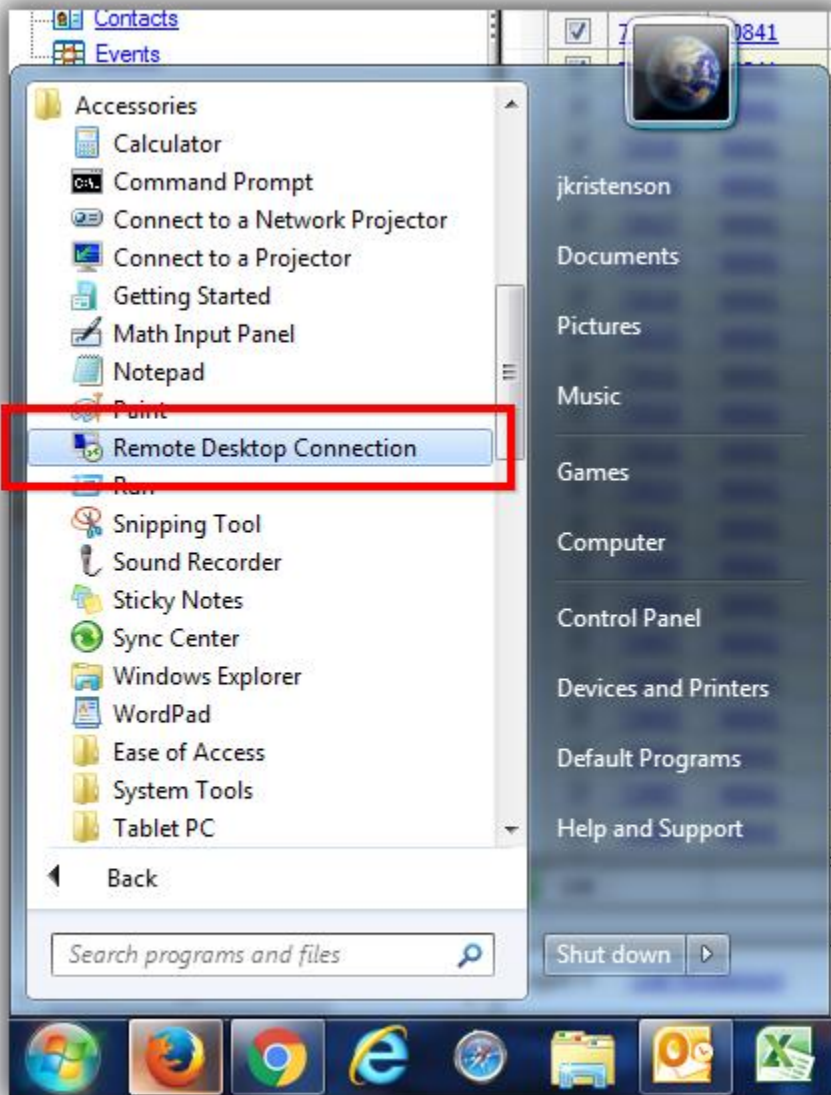 Contacts
0841
Events
Accessories
Calculator
Command Prompt
Connect to a Network Projector
Connect to a Projector
Getting Started
Math Input Panel
Notepad
Paint
Remote Desktop Connection
Run
Snipping Tool
Sound Recorder
Sticky Notes
Sync Center
Windows Explorer
WordPad
Ease of Access
System Tools
Tablet PC
Back
Search programs and files
jkristenson
Documents
Pictures
Music
Games
Computer
Control Panel
Devices and Printers
Default Programs
Help and Support
Shut down